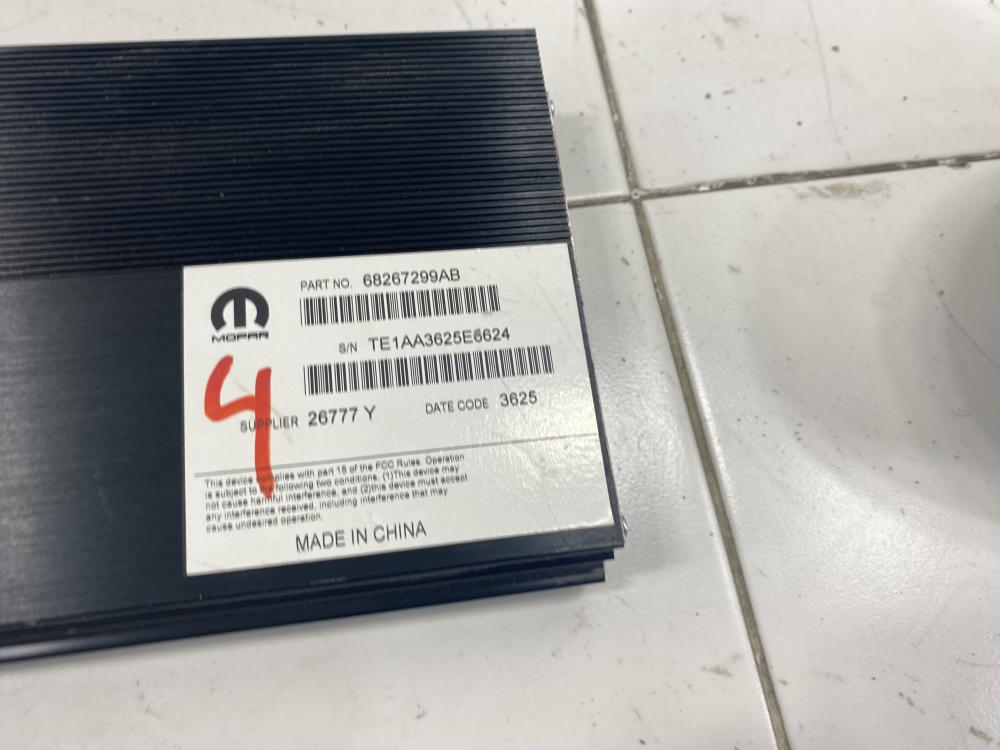 PART NO. 68267299AB
MOPAR
S/N TE1AA3625E6624
4
SUPPLIER 26777 Y DATE CODE 3625
This device complies with part 15 of the FCC Rules. Operation
is subject to the following two conditions. (1)This device may
not cause harmful interference, and (2)this device must accept
any interference received, including interference that may
cause undesired operation.
MADE IN CHINA